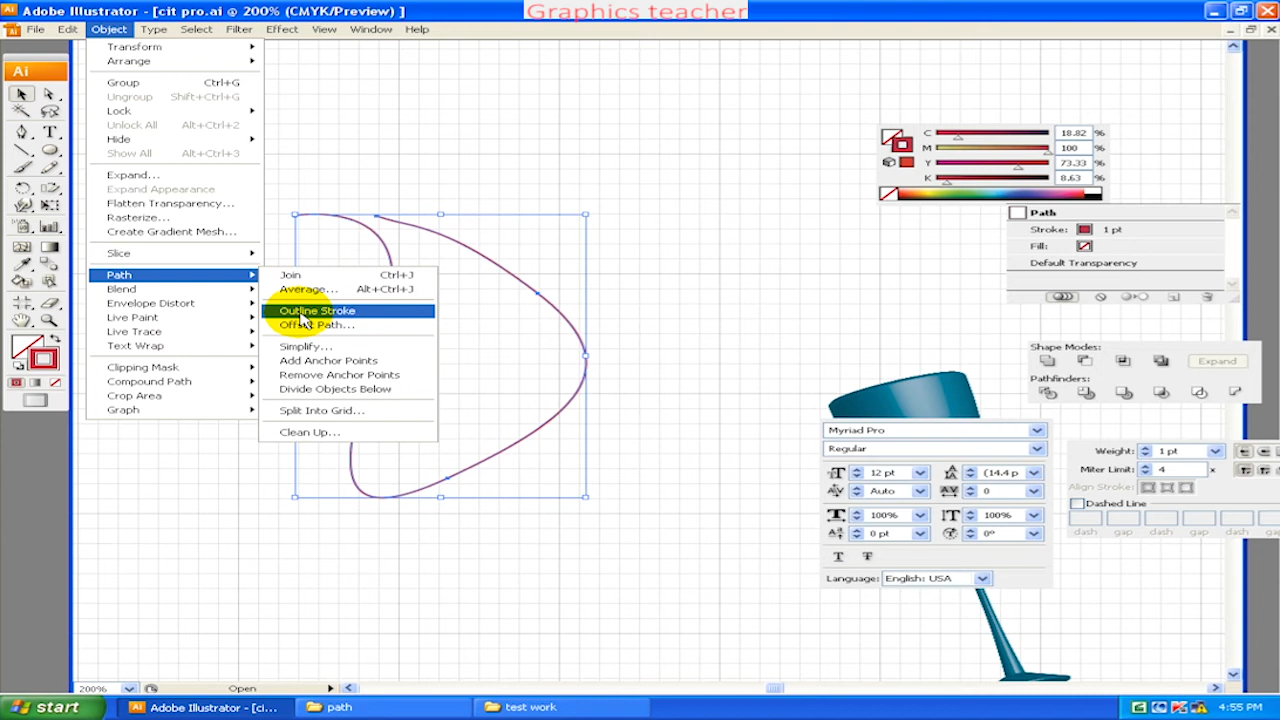 Adobe Illustrator - [cit pro.ai @ 200% (CMYK/Preview) ]
Graphics teacher
File Edit Object Type Select Filter Effect View Window Help
Ai
Transform
Arrange
Group Ctrl+G
Ungroup Shift+Ctrl+G
Lock
Unlock All Alt+Ctrl+2
Hide
Show All Alt+Ctrl+3
Expand...
Expand Appearance
Flatten Transparency...
Rasterize...
Create Gradient Mesh...
Slice
Path
Blend
Envelope Distort
Live Paint
Live Trace
Text Wrap
Clipping Mask
Compound Path
Crop Area
Graph
Join Ctrl+J
Average... Alt+Ctrl+J
Outline Stroke
Offset Path...
Simplify...
Add Anchor Points
Remove Anchor Points
Divide Objects Below
Split Into Grid...
Clean Up...
C 18.82 %
M 100 %
Y 73.33 %
K 8.63 %
Path
Stroke: 1 pt
Fill:
Default Transparency
Shape Modes:
Expand
Pathfinders:
Myriad Pro
Regular
12 pt (14.4 p
Auto 0
100% 100%
0 pt 0°
Language: English: USA
Weight: 1 pt
Miter Limit: 4 x
Align Stroke:
Dashed Line
dash gap dash gap dash gap
200% Open
start Adobe Illustrator - [ci... path test work 4:55 PM